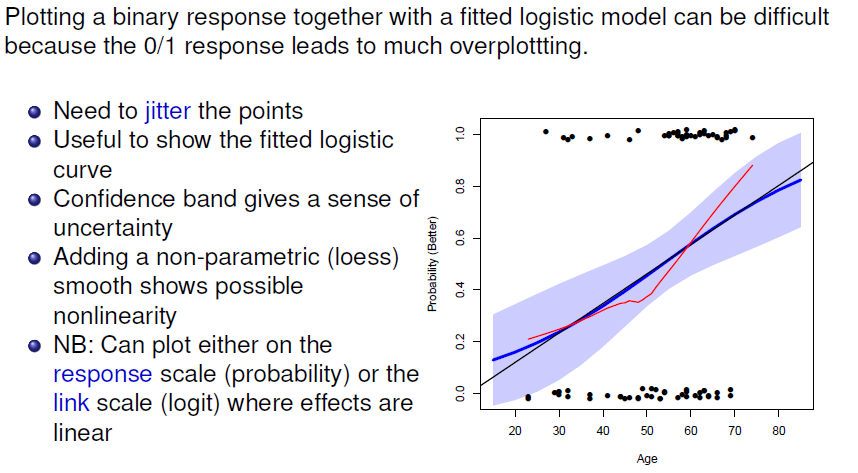 Plotting a binary response together with a fitted logistic model can be difficult
because the 0/1 response leads to much overplottting.
Need to jitter the points
Useful to show the fitted logistic
curve
Confidence band gives a sense of
uncertainty
Adding a non-parametric (loess)
smooth shows possible
nonlinearity
NB: Can plot either on the
response scale (probability) or the
link scale (logit) where effects are
linear
Probability (Better)
1.0
0.8
0.6
0.4
0.2
0.0
20 30 40 50 60 70 80
Age